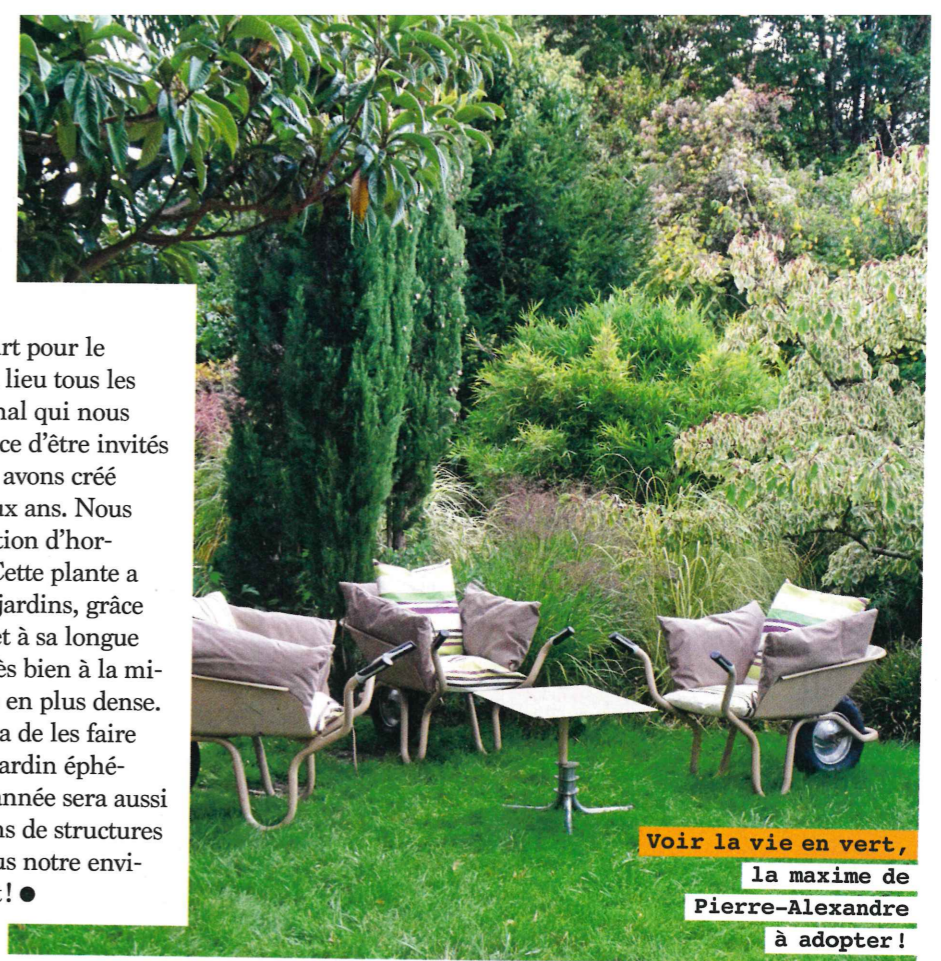 rt pour le
lieu tous les
nal qui nous
ce d'être invités
avons créé
ux ans. Nous
tion d'hor-
Cette plante a
jardins, grâce
et à sa longue
ès bien à la mi-
en plus dense.
a de les faire
ardin éphé-
année sera aussi
ns de structures
us notre envi-
t ! ●
Voir la vie en vert,
la maxime de
Pierre-Alexandre
à adopter !